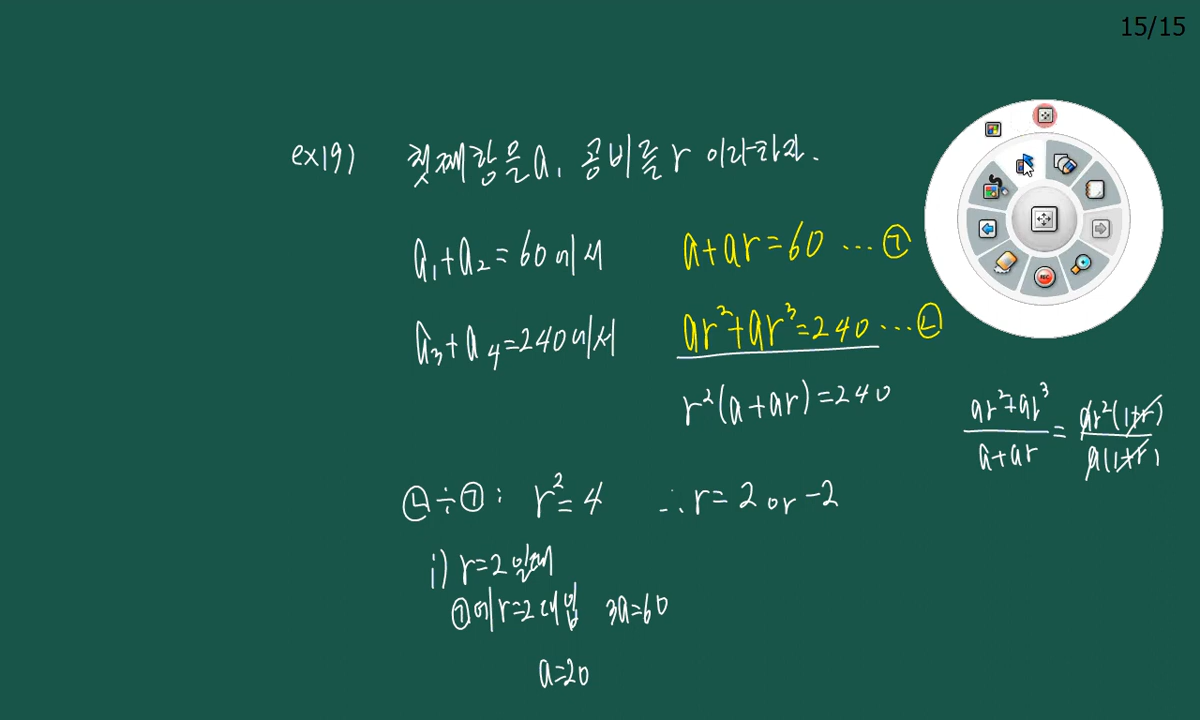 15/15
ex19) 첫째항을 a, 공비를 r 이라하자.
a₁+a₂=60에서 a+ar=60 … ㉠
a₃+a₄=240에서 ar²+ar³=240 … ㉡
r²(a+ar)=240
(ar²+ar³)/(a+ar) = ar²(1+r)/a(1+r)
㉡÷㉠ : r²=4 ∴ r=2 or -2
i) r=2 일때
㉠에 r=2 대입 3a=60
a=20
REC